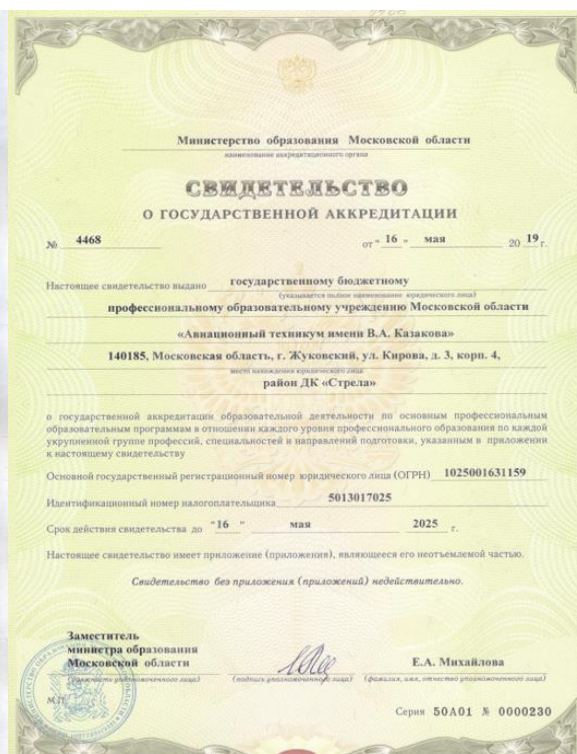 Министерство образования Московской области
наименование аккредитационного органа
СВИДЕТЕЛЬСТВО
О ГОСУДАРСТВЕННОЙ АККРЕДИТАЦИИ
№ 4468 от " 16 " мая 20 19 г.
Настоящее свидетельство выдано государственному бюджетному
(указывается полное наименование юридического лица)
профессиональному образовательному учреждению Московской области
«Авиационный техникум имени В.А. Казакова»
140185, Московская область, г. Жуковский, ул. Кирова, д. 3, корп. 4,
место нахождения юридического лица
район ДК «Стрела»
о государственной аккредитации образовательной деятельности по основным профессиональным
образовательным программам в отношении каждого уровня профессионального образования по каждой
укрупненной группе профессий, специальностей и направлений подготовки, указанным в приложении
к настоящему свидетельству
Основной государственный регистрационный номер юридического лица (ОГРН) 1025001631159
Идентификационный номер налогоплательщика 5013017025
Срок действия свидетельства до "16 " мая 2025 г.
Настоящее свидетельство имеет приложение (приложения), являющееся его неотъемлемой частью.
Свидетельство без приложения (приложений) недействительно.
Заместитель
министра образования
Московской области Е.А. Михайлова
(должность уполномоченного лица) (подпись уполномоченного лица) (фамилия, имя, отчество уполномоченного лица)
М.П.
Серия 50А01 № 0000230